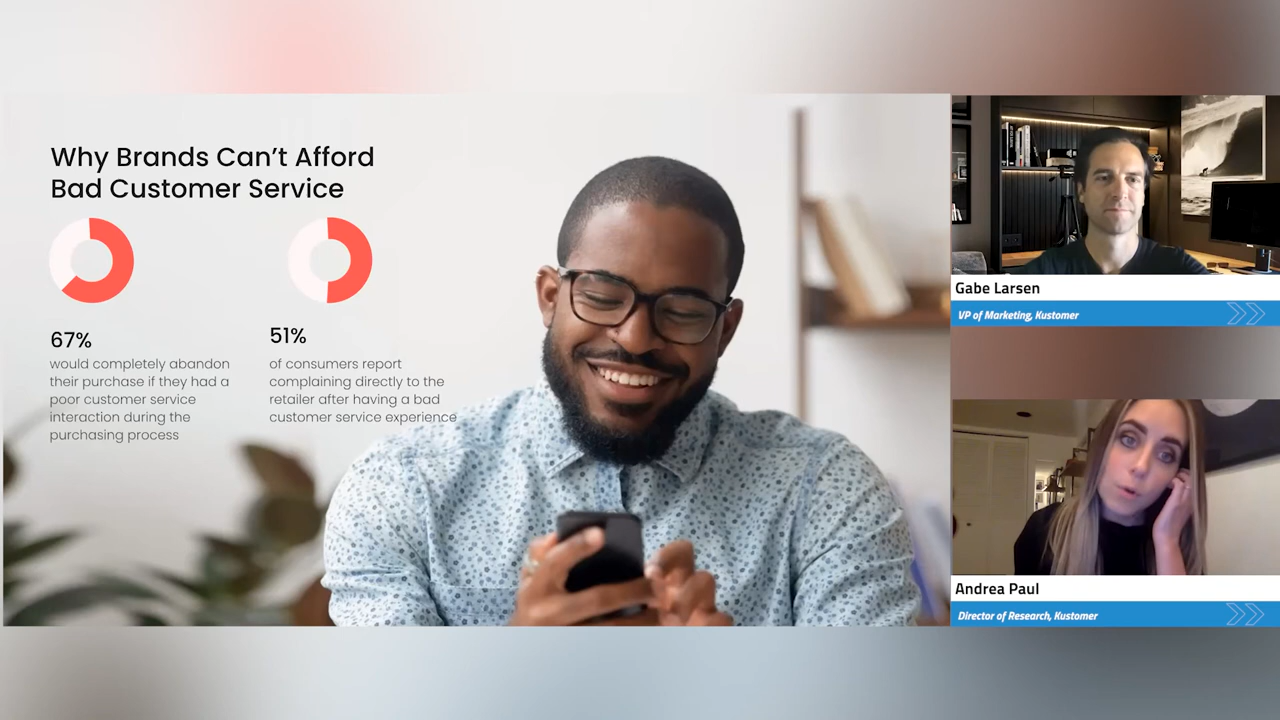 Why Brands Can’t Afford
Bad Customer Service
67%
would completely abandon
their purchase if they had a
poor customer service
interaction during the
purchasing process
51%
of consumers report
complaining directly to the
retailer after having a bad
customer service experience
Gabe Larsen
VP of Marketing, Kustomer
Andrea Paul
Director of Research, Kustomer